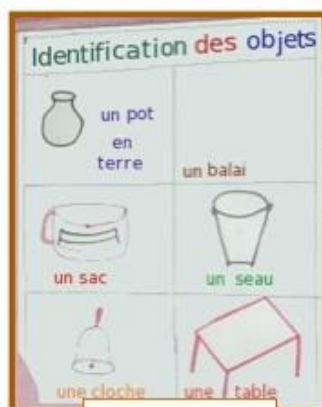 Identification des objets
un pot
en
terre
un balai
un sac
un seau
une cloche
une table